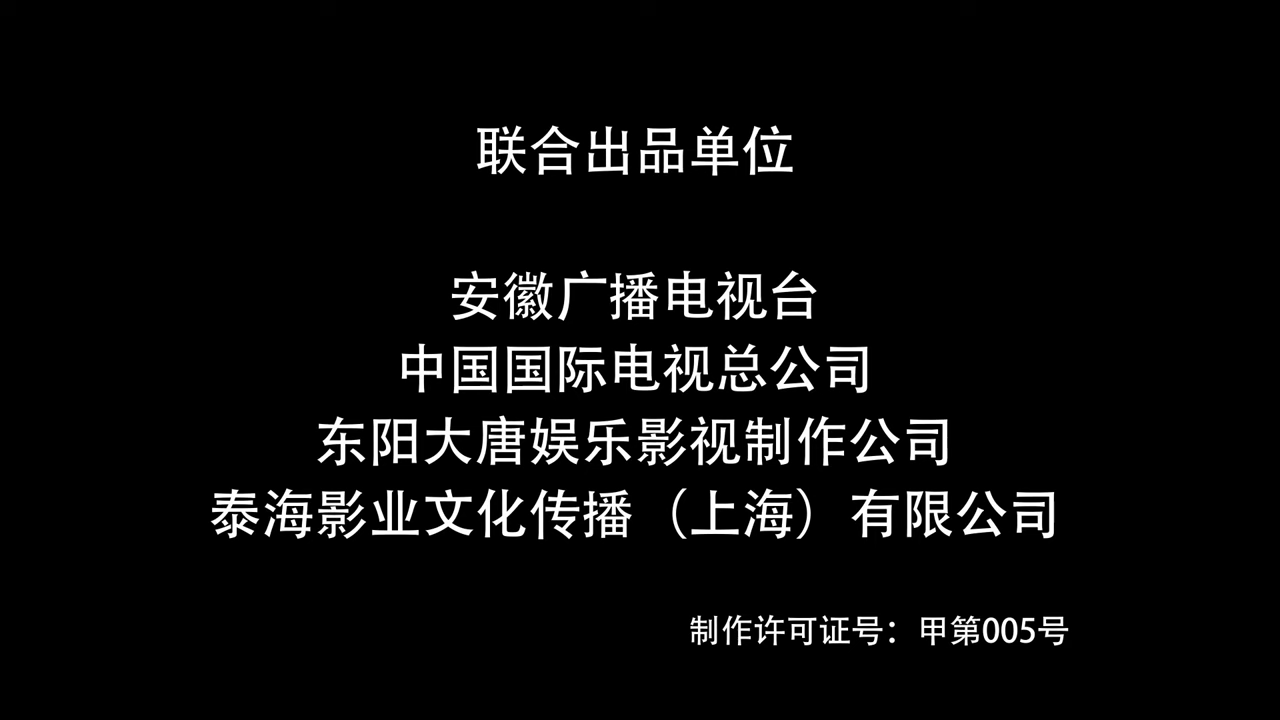 联合出品单位
安徽广播电视台
中国国际电视总公司
东阳大唐娱乐影视制作公司
泰海影业文化传播（上海）有限公司
制作许可证号：甲第005号